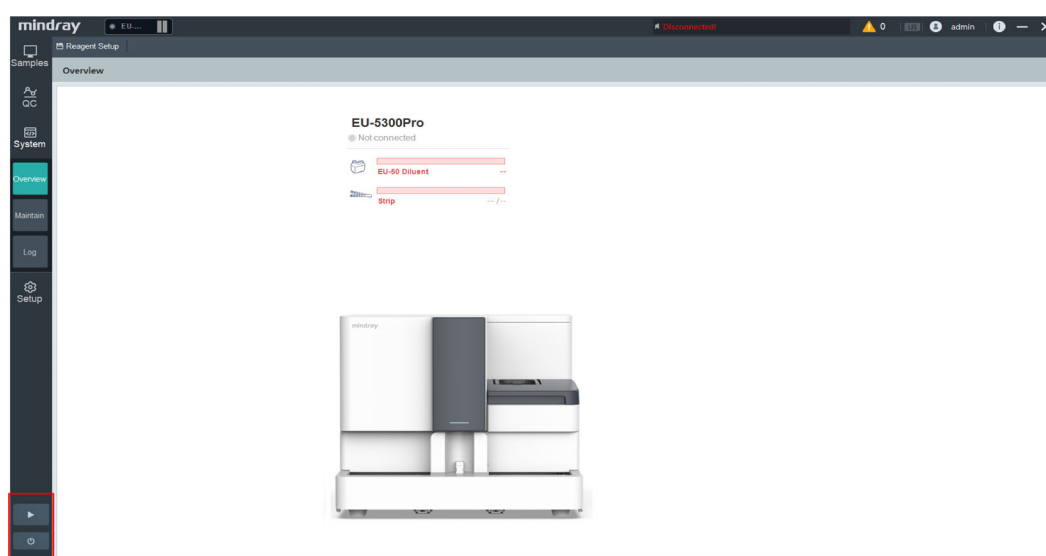 mindray EU-... Disconnected! 0 LIS admin
Samples
Reagent Setup
Overview
QC
System
Overview
Maintain
Log
Setup
EU-5300Pro
Not connected
EU-50 Diluent --
Strip -- / --
mindray